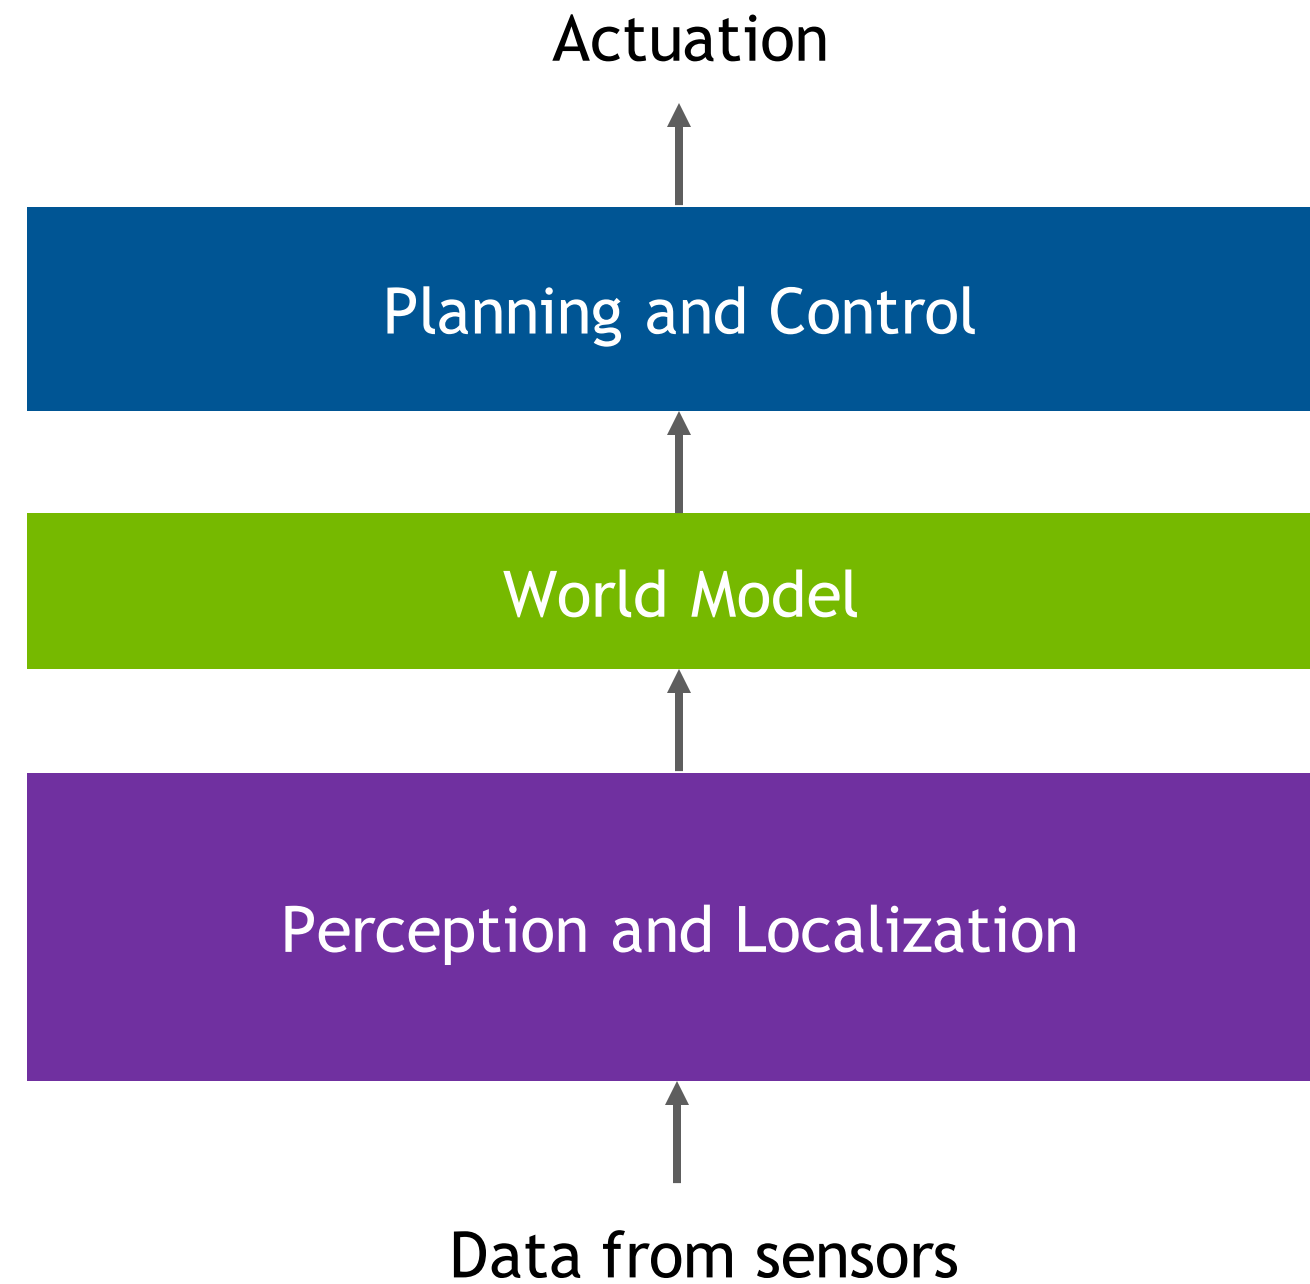 Actuation
Planning and Control
World Model
Perception and Localization
Data from sensors